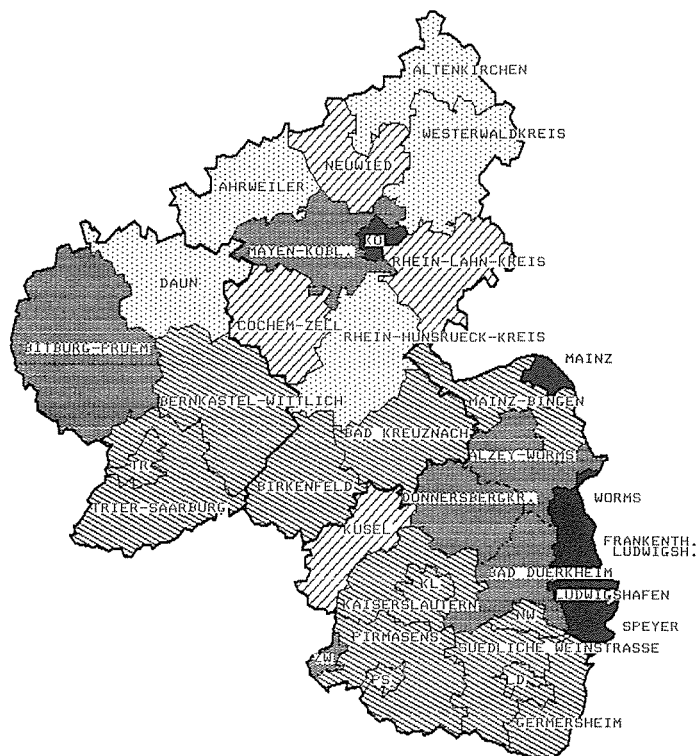 ALTENKIRCHEN
WESTERWALDKREIS
NEUWIED
AHRWEILER
KO
MAYEN-KOBL.
RHEIN-LAHN-KREIS
DAUN
COCHEM-ZELL
RHEIN-HUNSRUECK-KREIS
BITBURG-PRUEM
MAINZ
BERNKASTEL-WITTLICH
MAINZ-BINGEN
BAD KREUZNACH
ALZEY-WORMS
TR
BIRKENFELD
DONNERSBERGKR.
WORMS
TRIER-SAARBURG
KUSEL
FRANKENTH.
LUDWIGSH.
BAD DUERKHEIM
KL
LUDWIGSHAFEN
KAISERSLAUTERN
NW
SPEYER
PIRMASENS
SUEDLICHE WEINSTRASSE
ZW
PS
LD
GERMERSHEIM